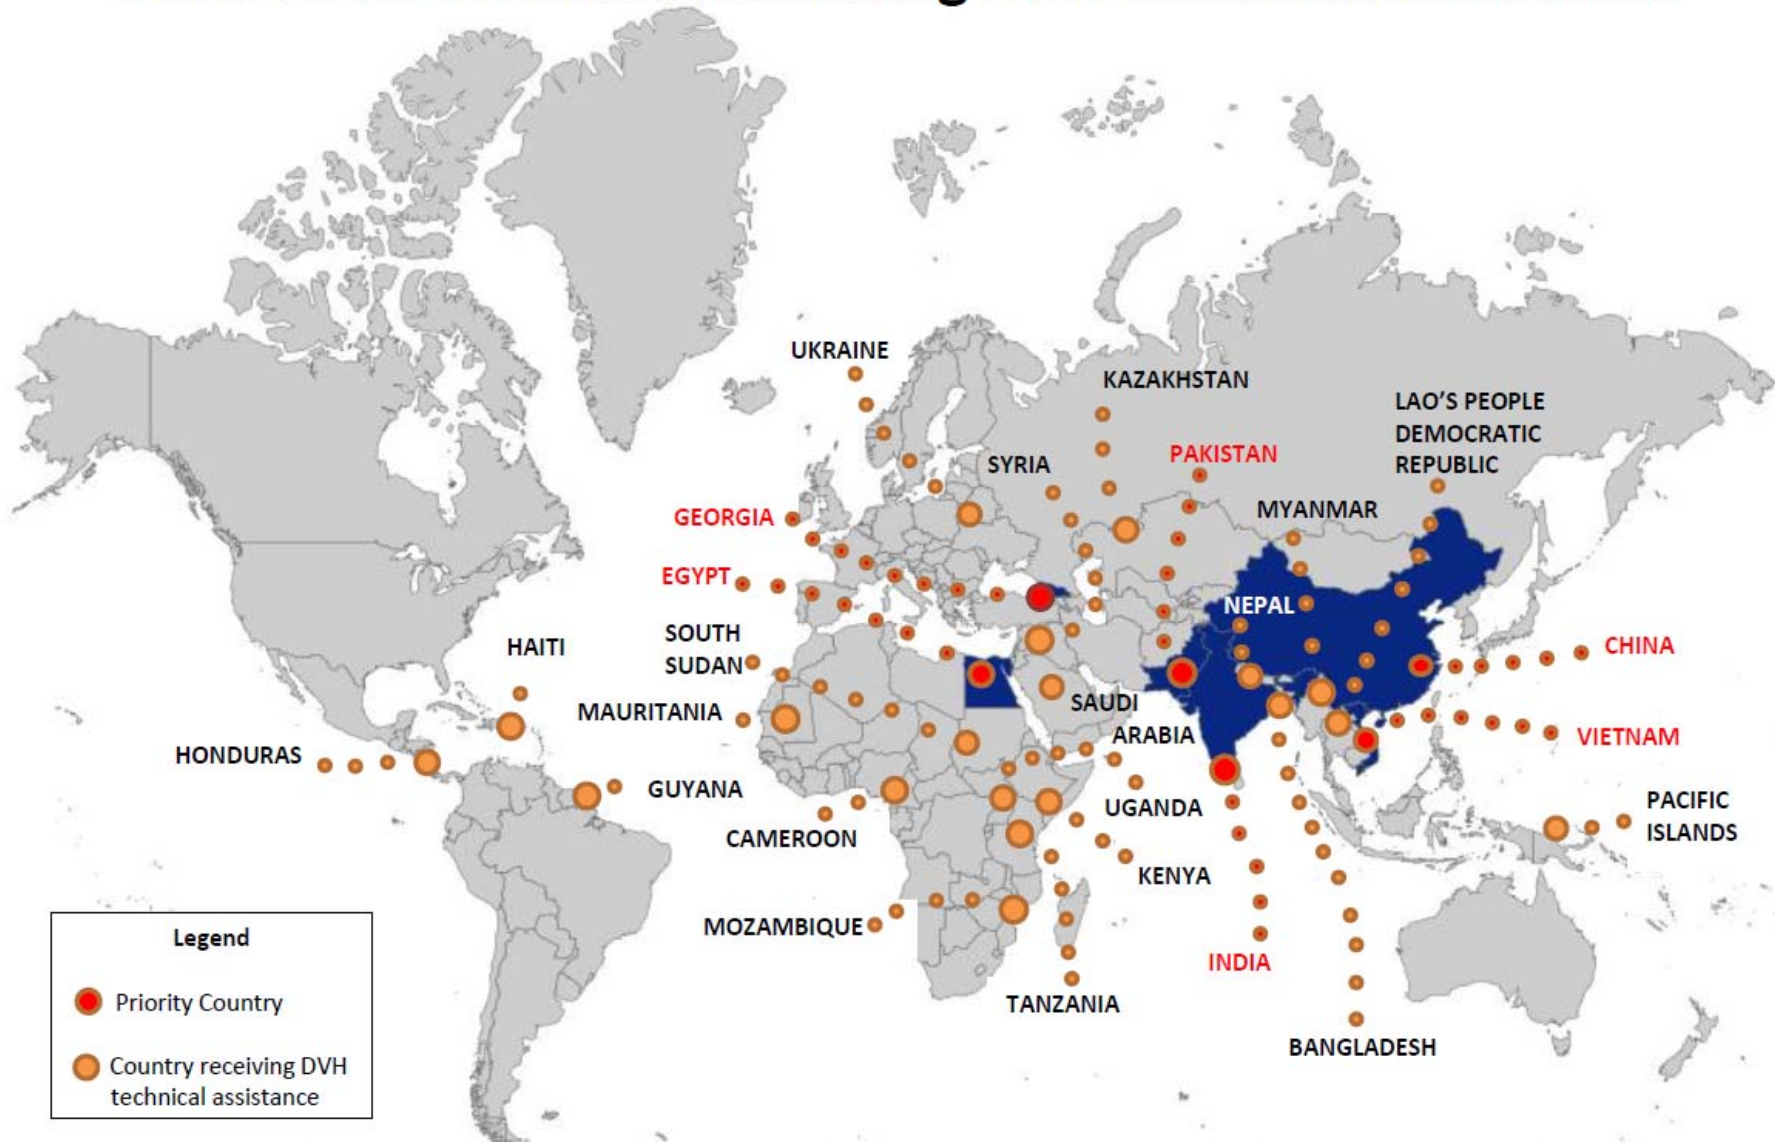 UKRAINE
KAZAKHSTAN
LAO'S PEOPLE
DEMOCRATIC
REPUBLIC
SYRIA
PAKISTAN
MYANMAR
GEORGIA
EGYPT
NEPAL
SOUTH
SUDAN
HAITI
CHINA
MAURITANIA
SAUDI
ARABIA
VIETNAM
HONDURAS
GUYANA
UGANDA
PACIFIC
ISLANDS
CAMEROON
KENYA
MOZAMBIQUE
INDIA
TANZANIA
BANGLADESH
Legend
Priority Country
Country receiving DVH
technical assistance